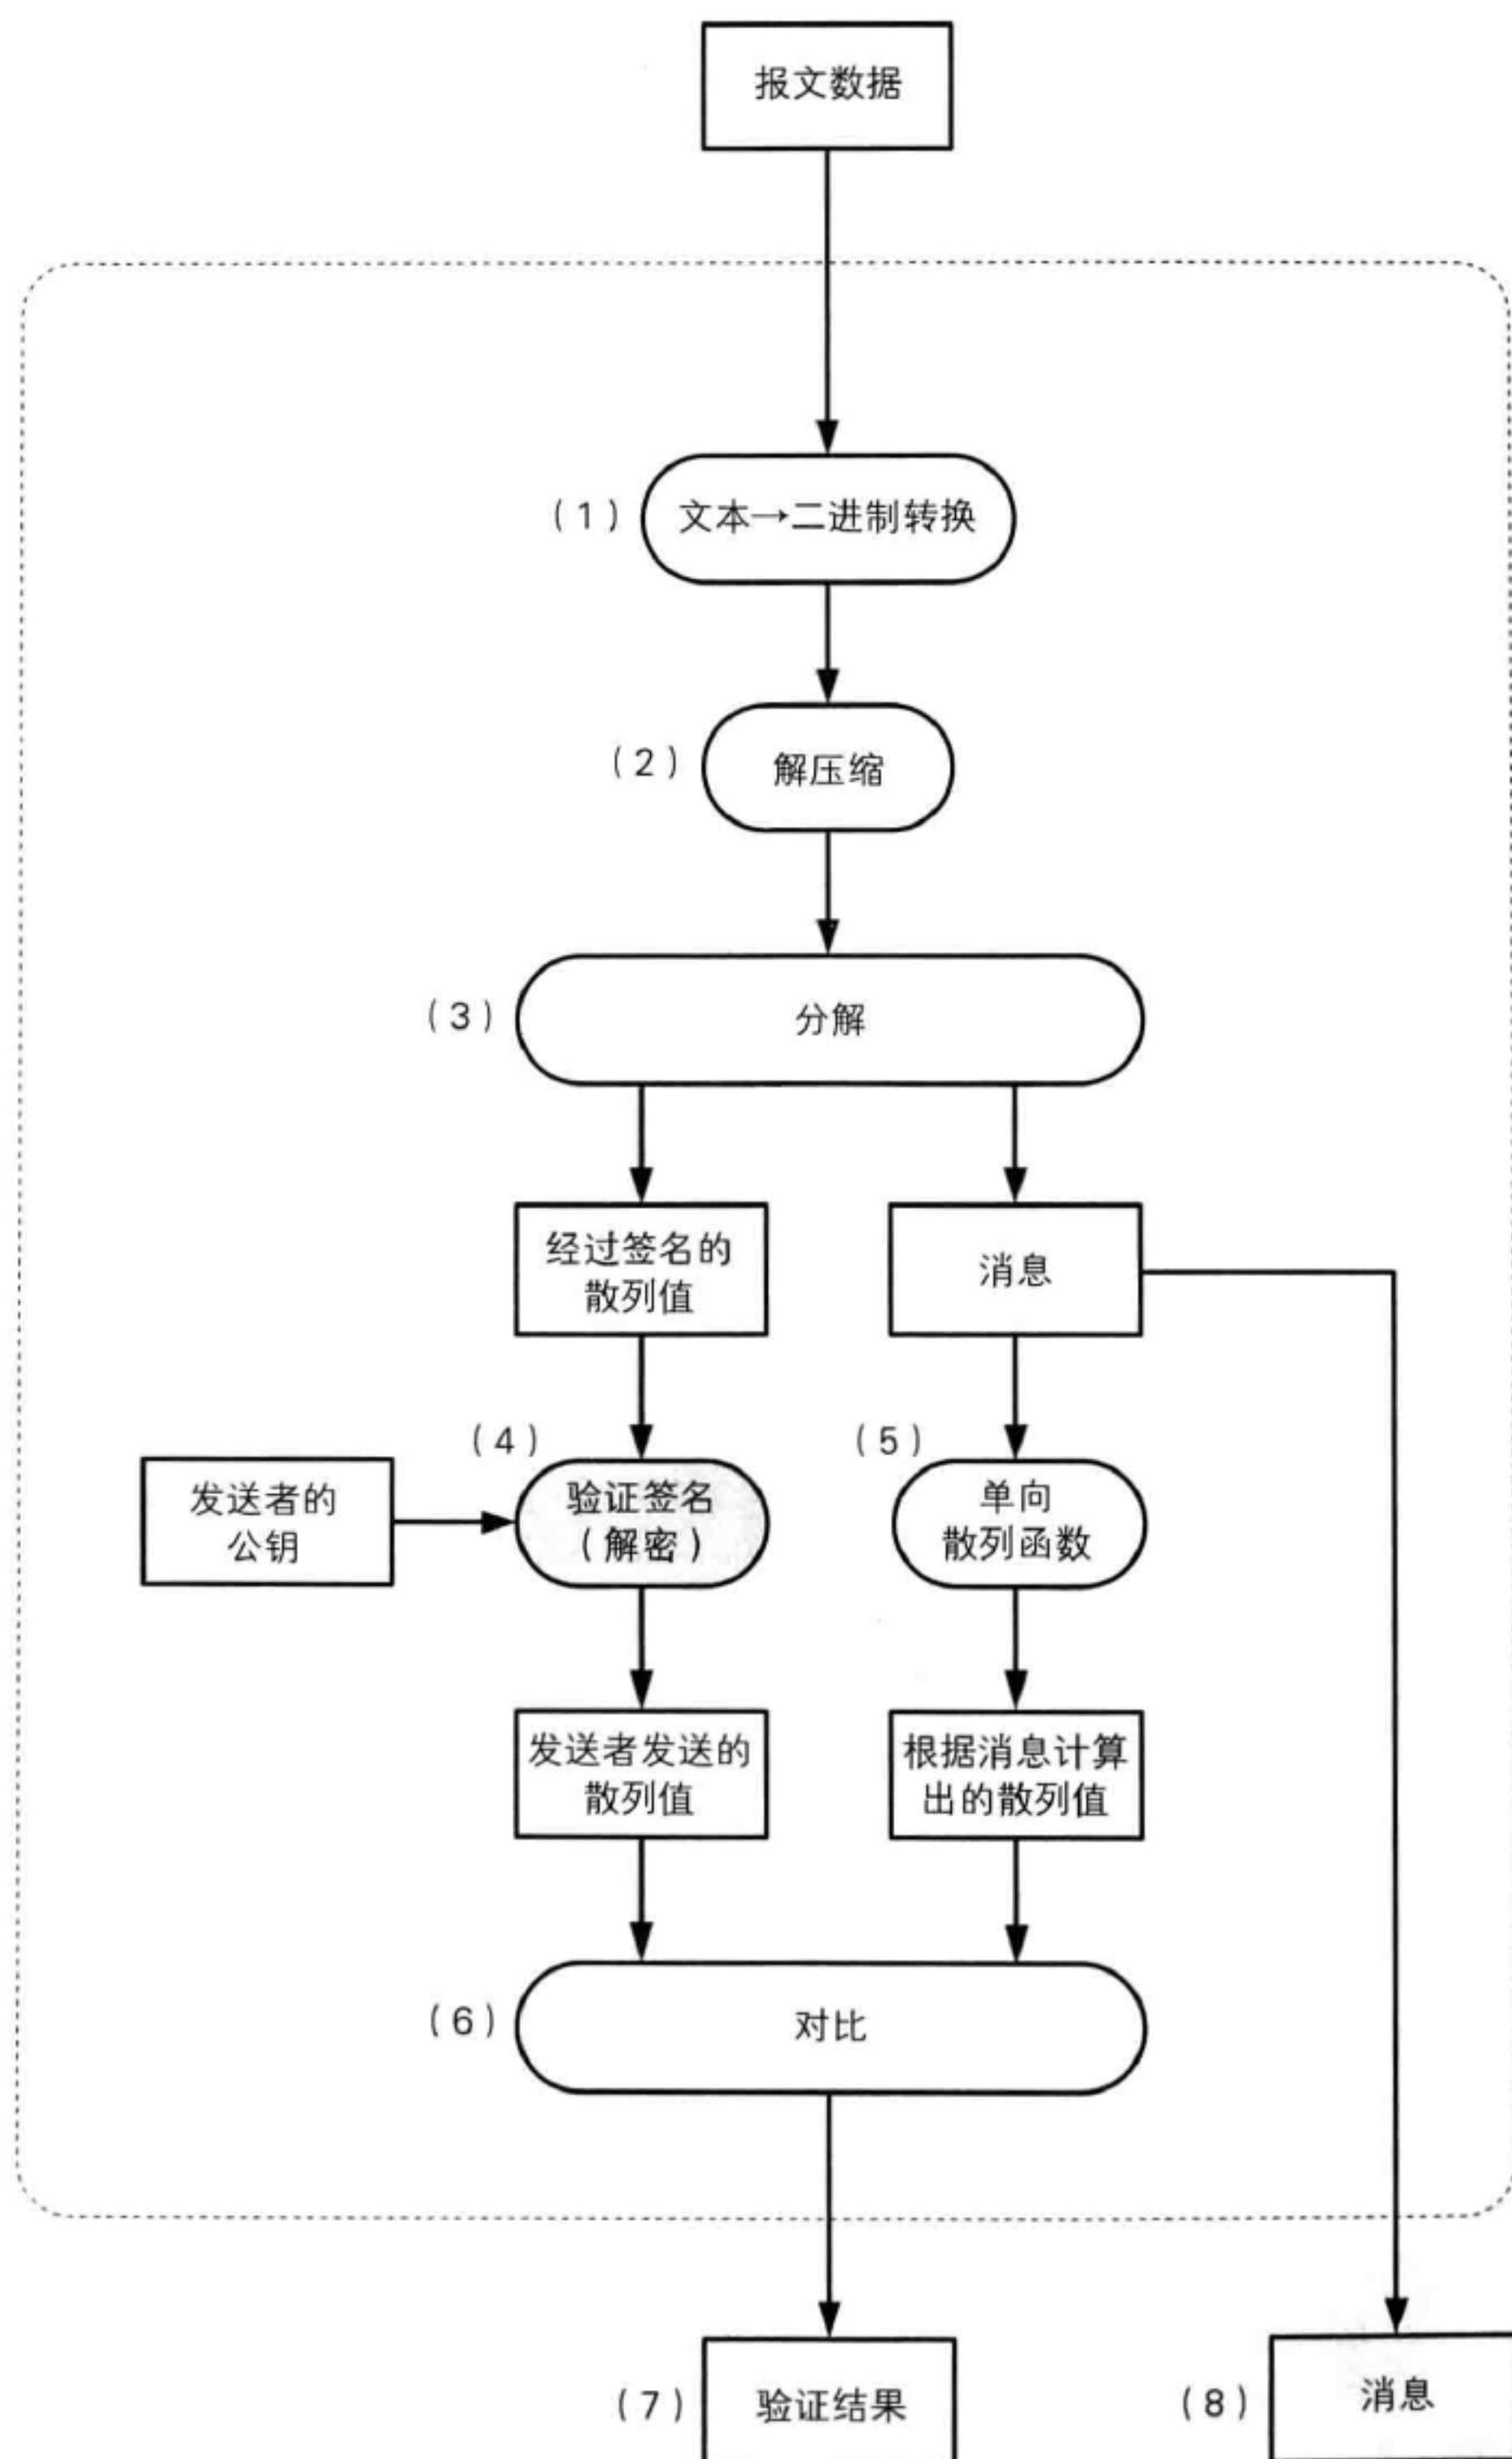 报文数据
(1)
文本→二进制转换
(2)
解压缩
(3)
分解
经过签名的
散列值
消息
(4)
(5)
发送者的
公钥
验证签名
(解密)
单向
散列函数
发送者发送的
散列值
根据消息计算
出的散列值
(6)
对比
(7)
验证结果
(8)
消息